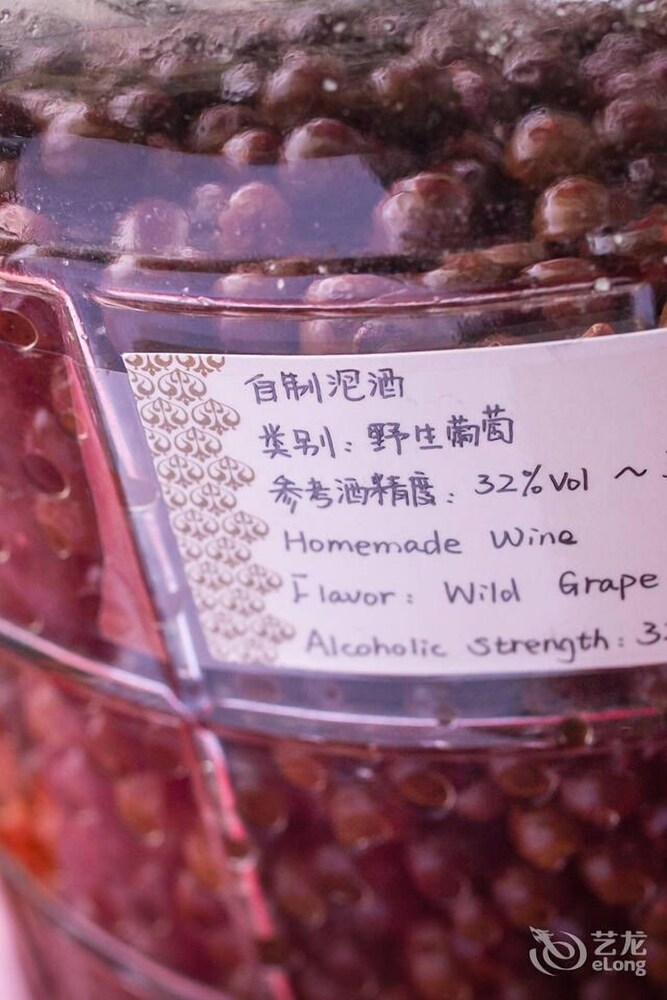 自制泡酒
类别：野生葡萄
参考酒精度：32%Vol ~
Homemade Wine
Flavor: Wild Grape
Alcoholic Strength: 3
艺龙
eLong